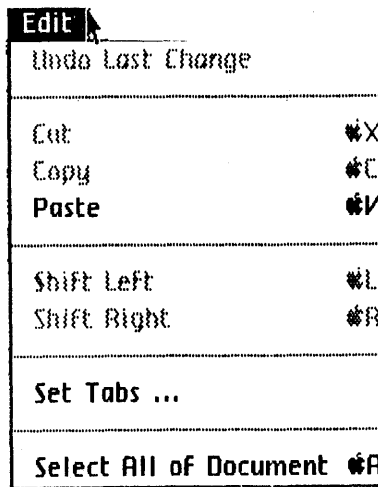 Edit
Undo Last Change
Cut X
Copy C
Paste V
Shift Left L
Shift Right R
Set Tabs ...
Select All of Document A